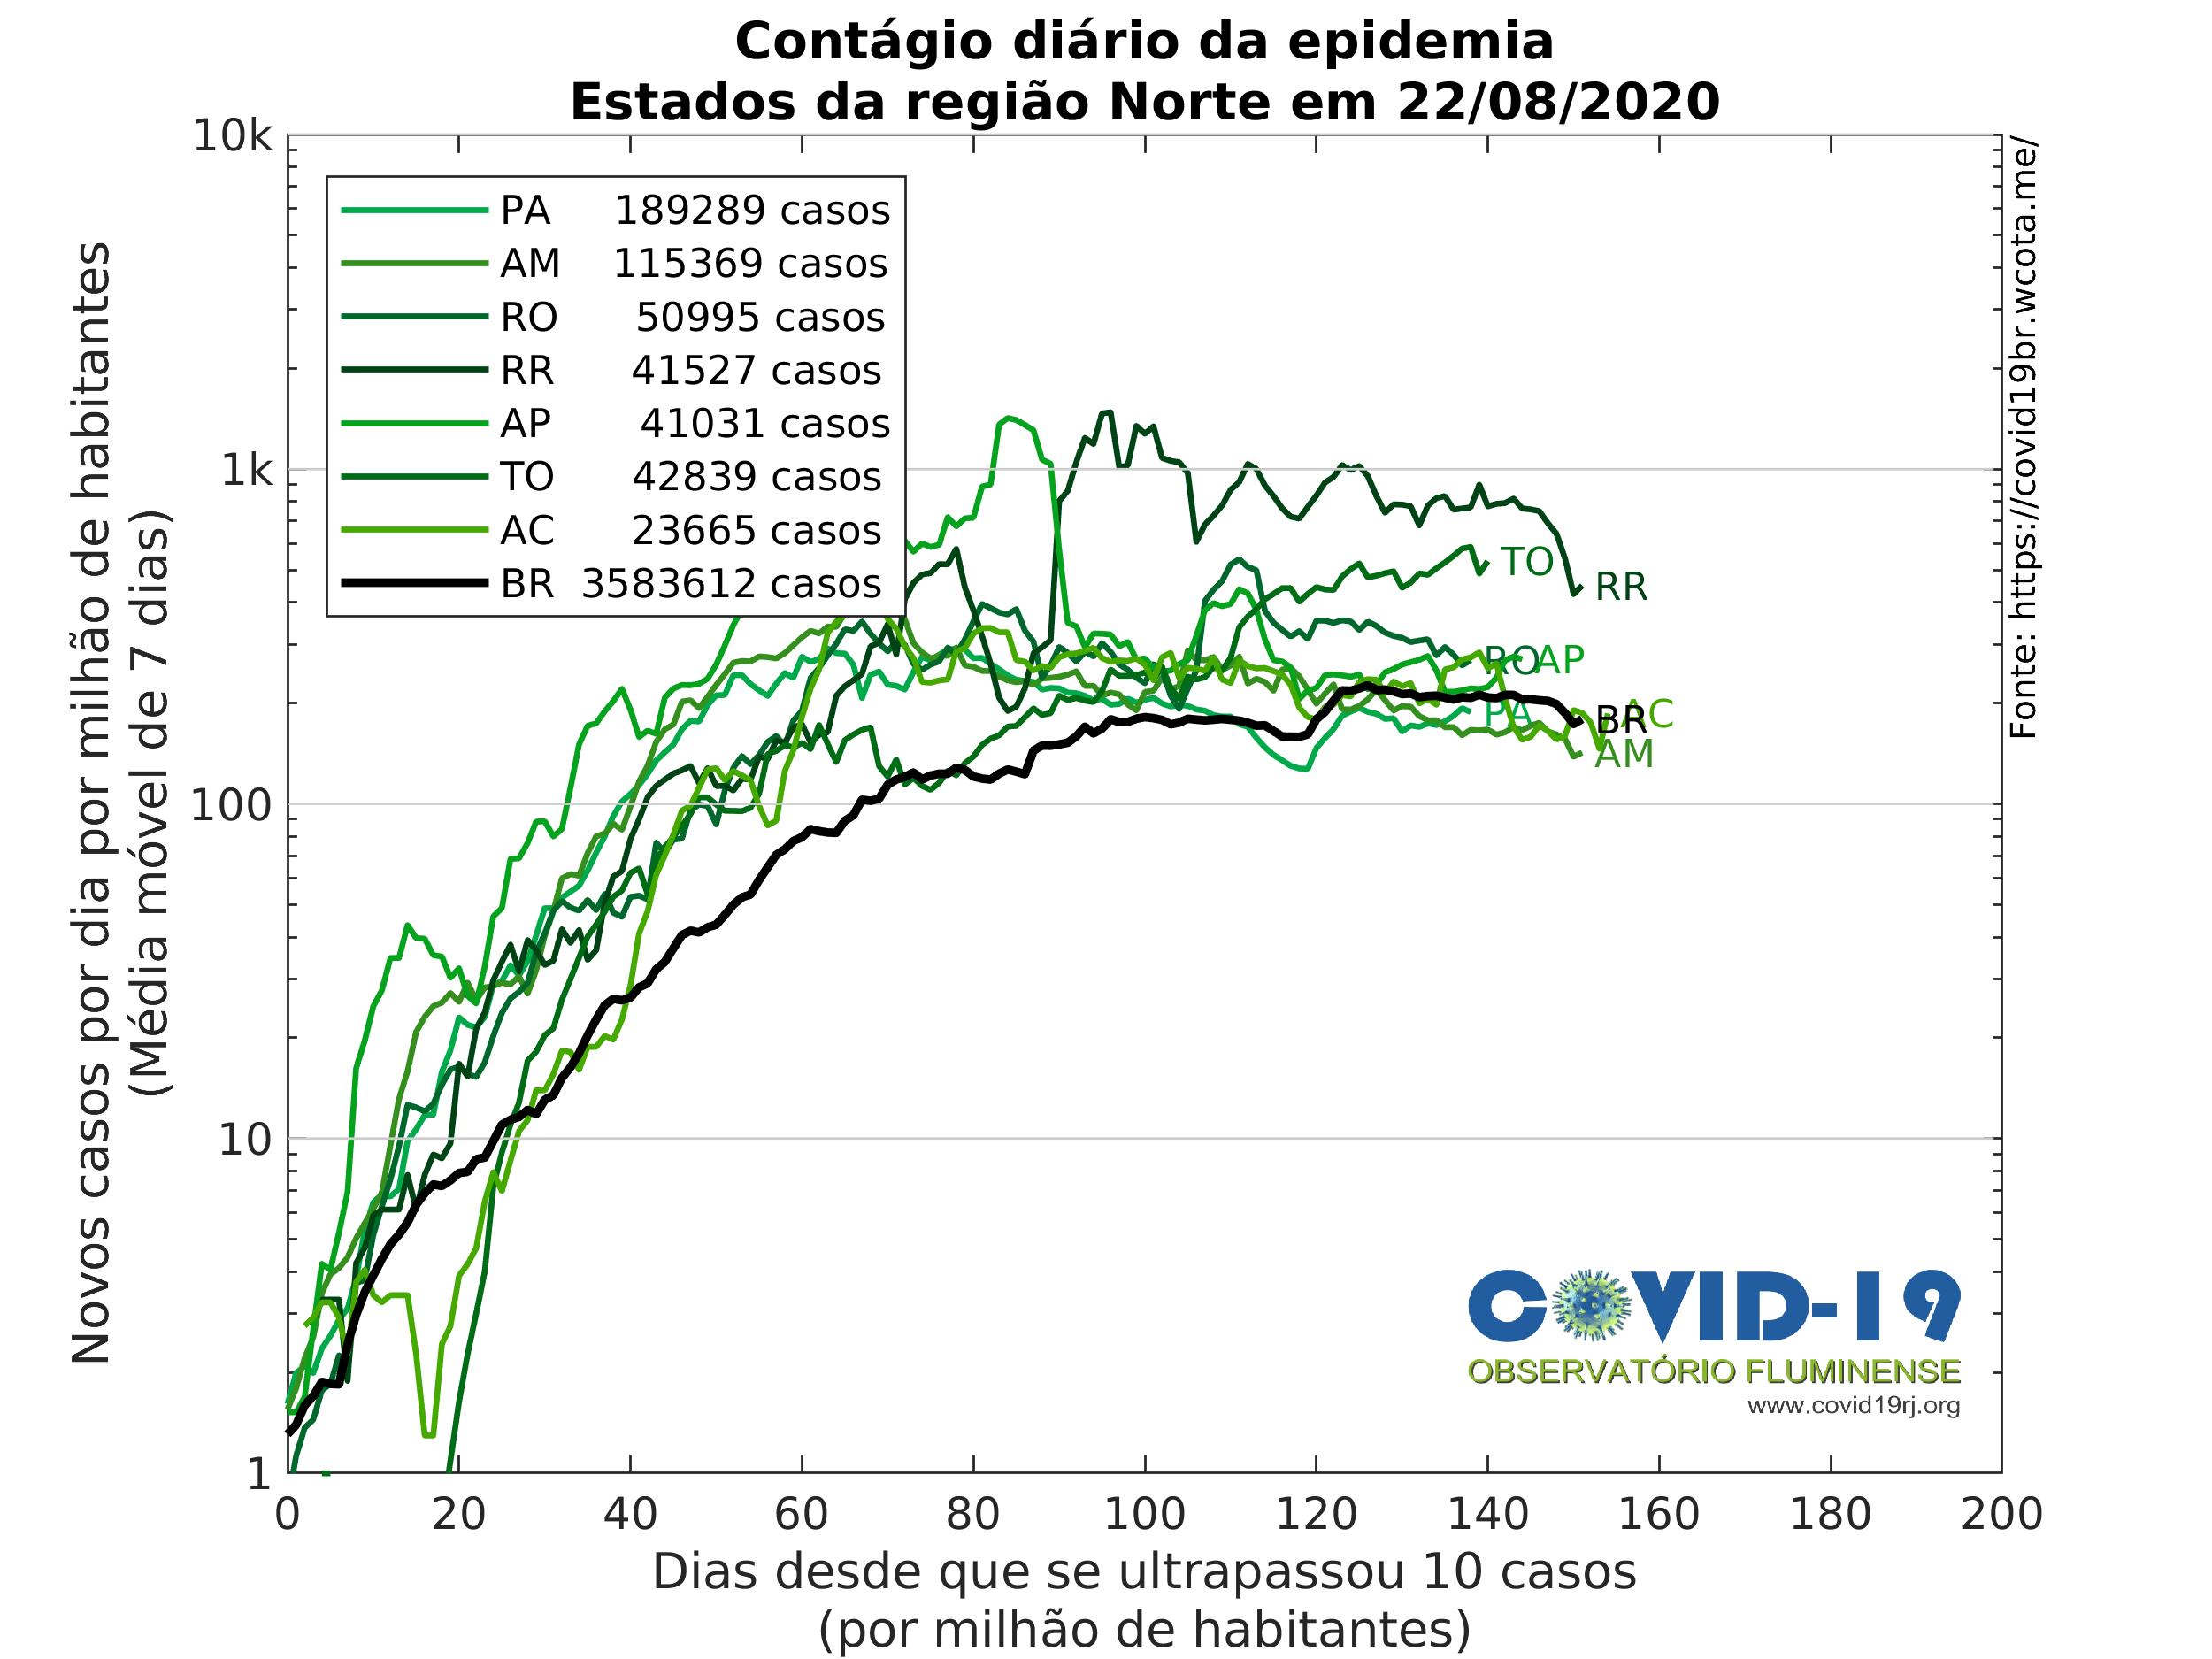 Contágio diário da epidemia
Estados da região Norte em 22/08/2020
Novos casos por dia por milhão de habitantes
(Média móvel de 7 dias)
10k
1k
100
10
1
PA 189289 casos
AM 115369 casos
RO 50995 casos
RR 41527 casos
AP 41031 casos
TO 42839 casos
AC 23665 casos
BR 3583612 casos
TO
RR
RO
AP
PA
BR
AC
AM
Fonte: https://covid19br.wcota.me/
COVID-19
OBSERVATÓRIO FLUMINENSE
www.covid19rj.org
0 20 40 60 80 100 120 140 160 180 200
Dias desde que se ultrapassou 10 casos
(por milhão de habitantes)